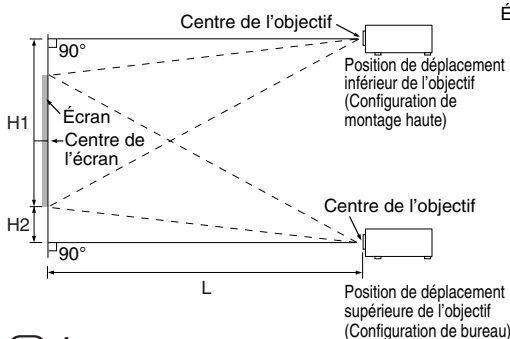 Centre de l'objectif
É
90°
Position de déplacement
inférieur de l'objectif
(Configuration de
montage haute)
H1
Écran
Centre de
l'écran
Centre de l'objectif
H2
90°
L
Position de déplacement
supérieure de l'objectif
(Configuration de bureau)